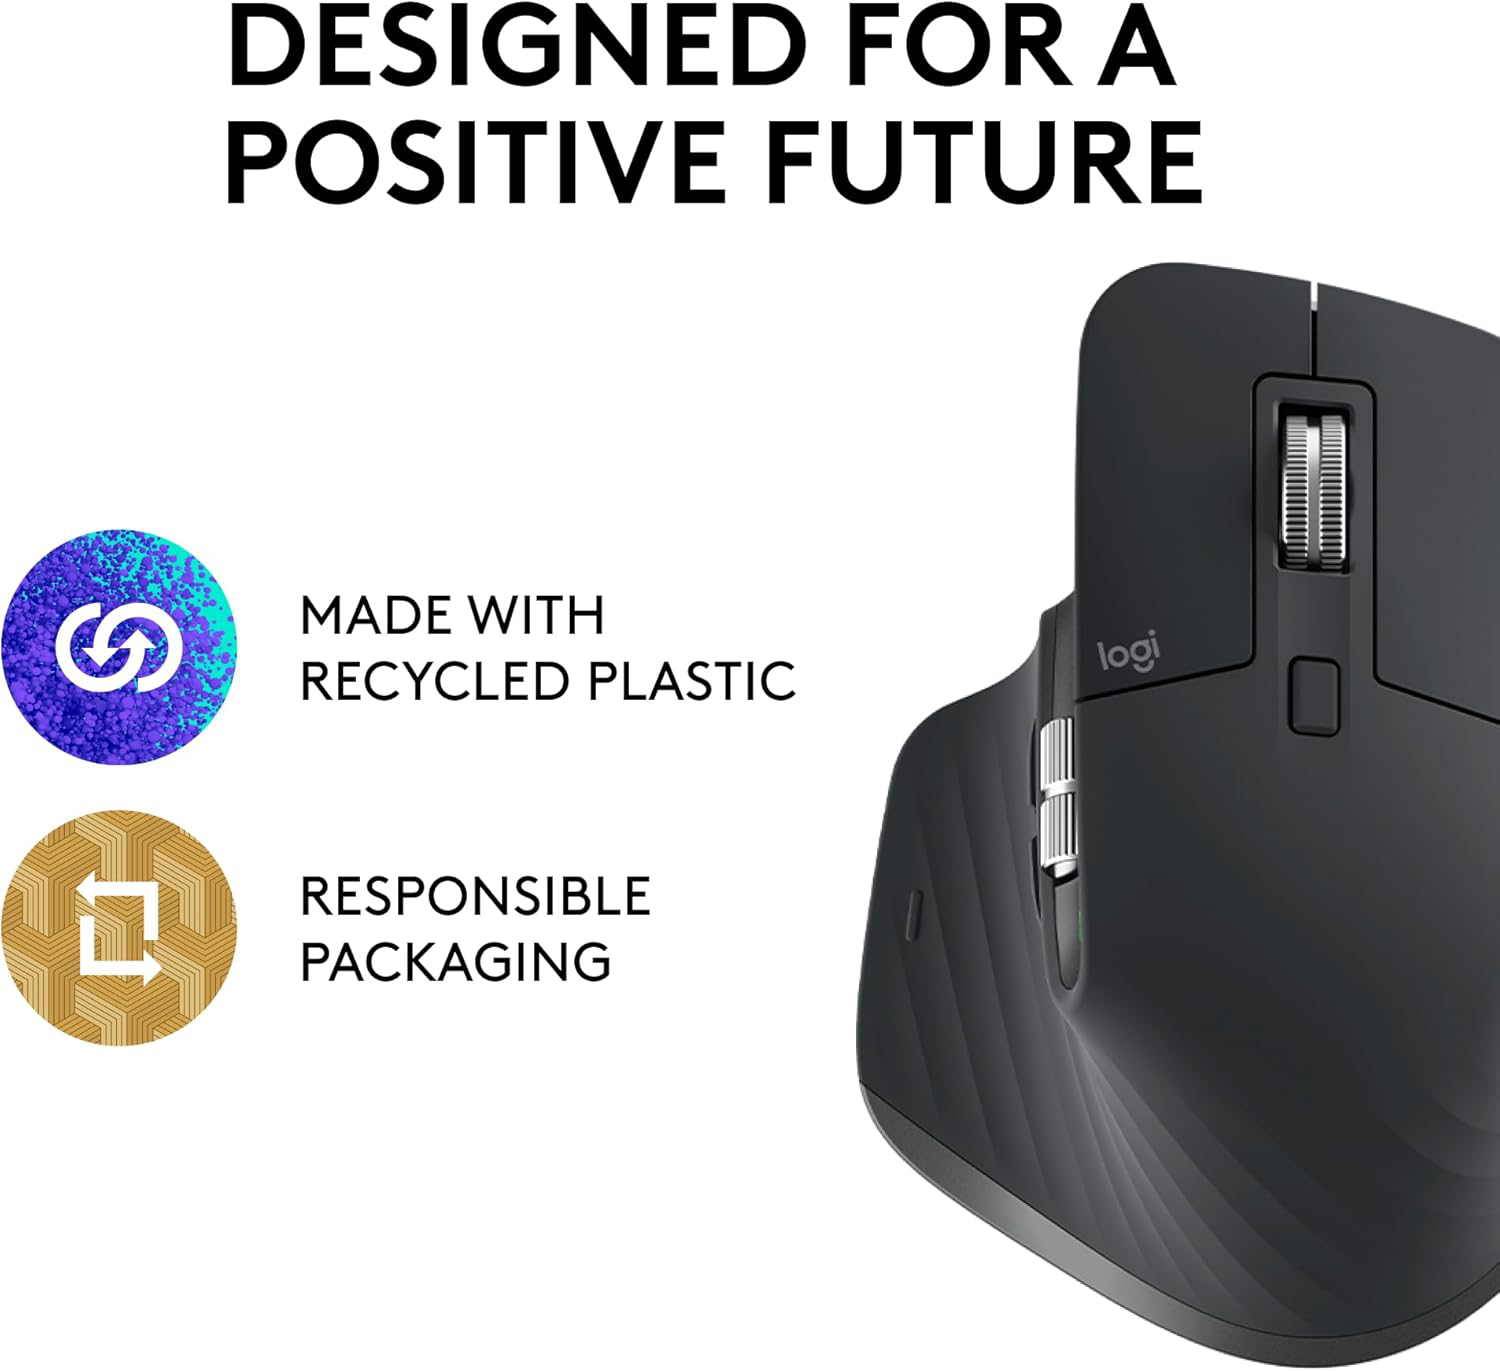 DESIGNED FOR A
POSITIVE FUTURE
MADE WITH
RECYCLED PLASTIC
RESPONSIBLE
PACKAGING
logi